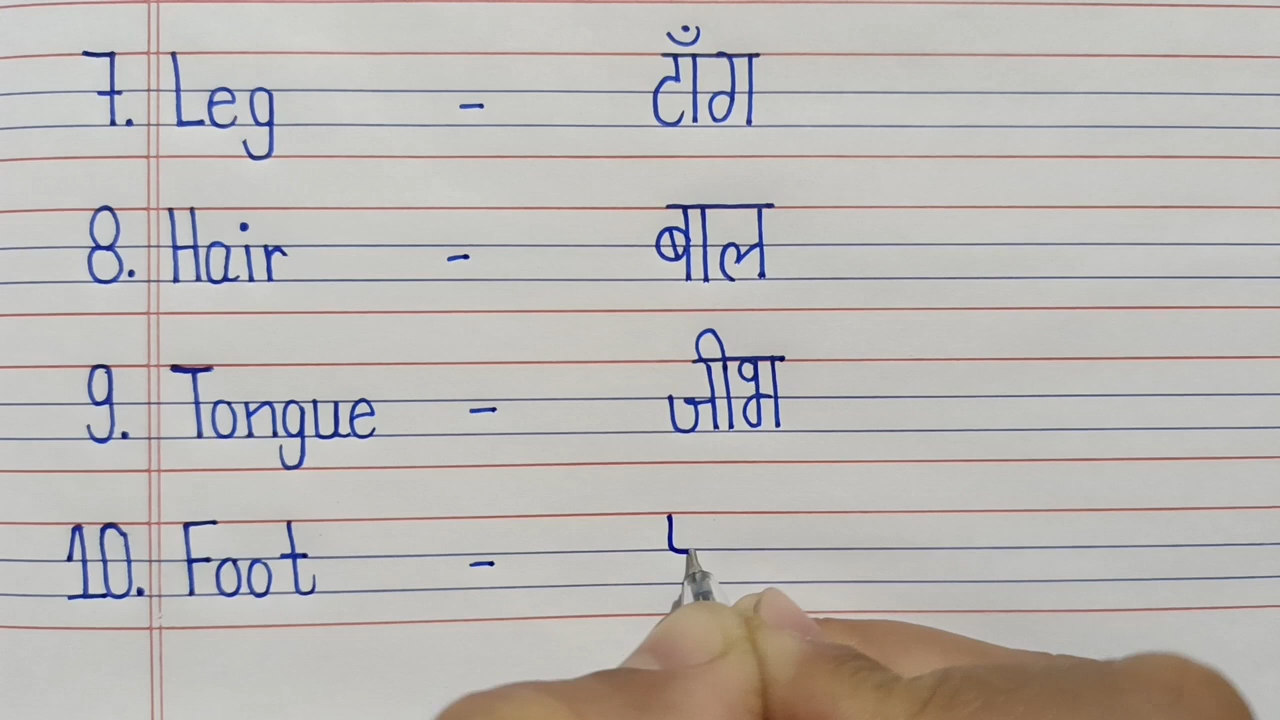 7. Leg - टाँग
8. Hair - बाल
9. Tongue - जीभ
10. Foot -